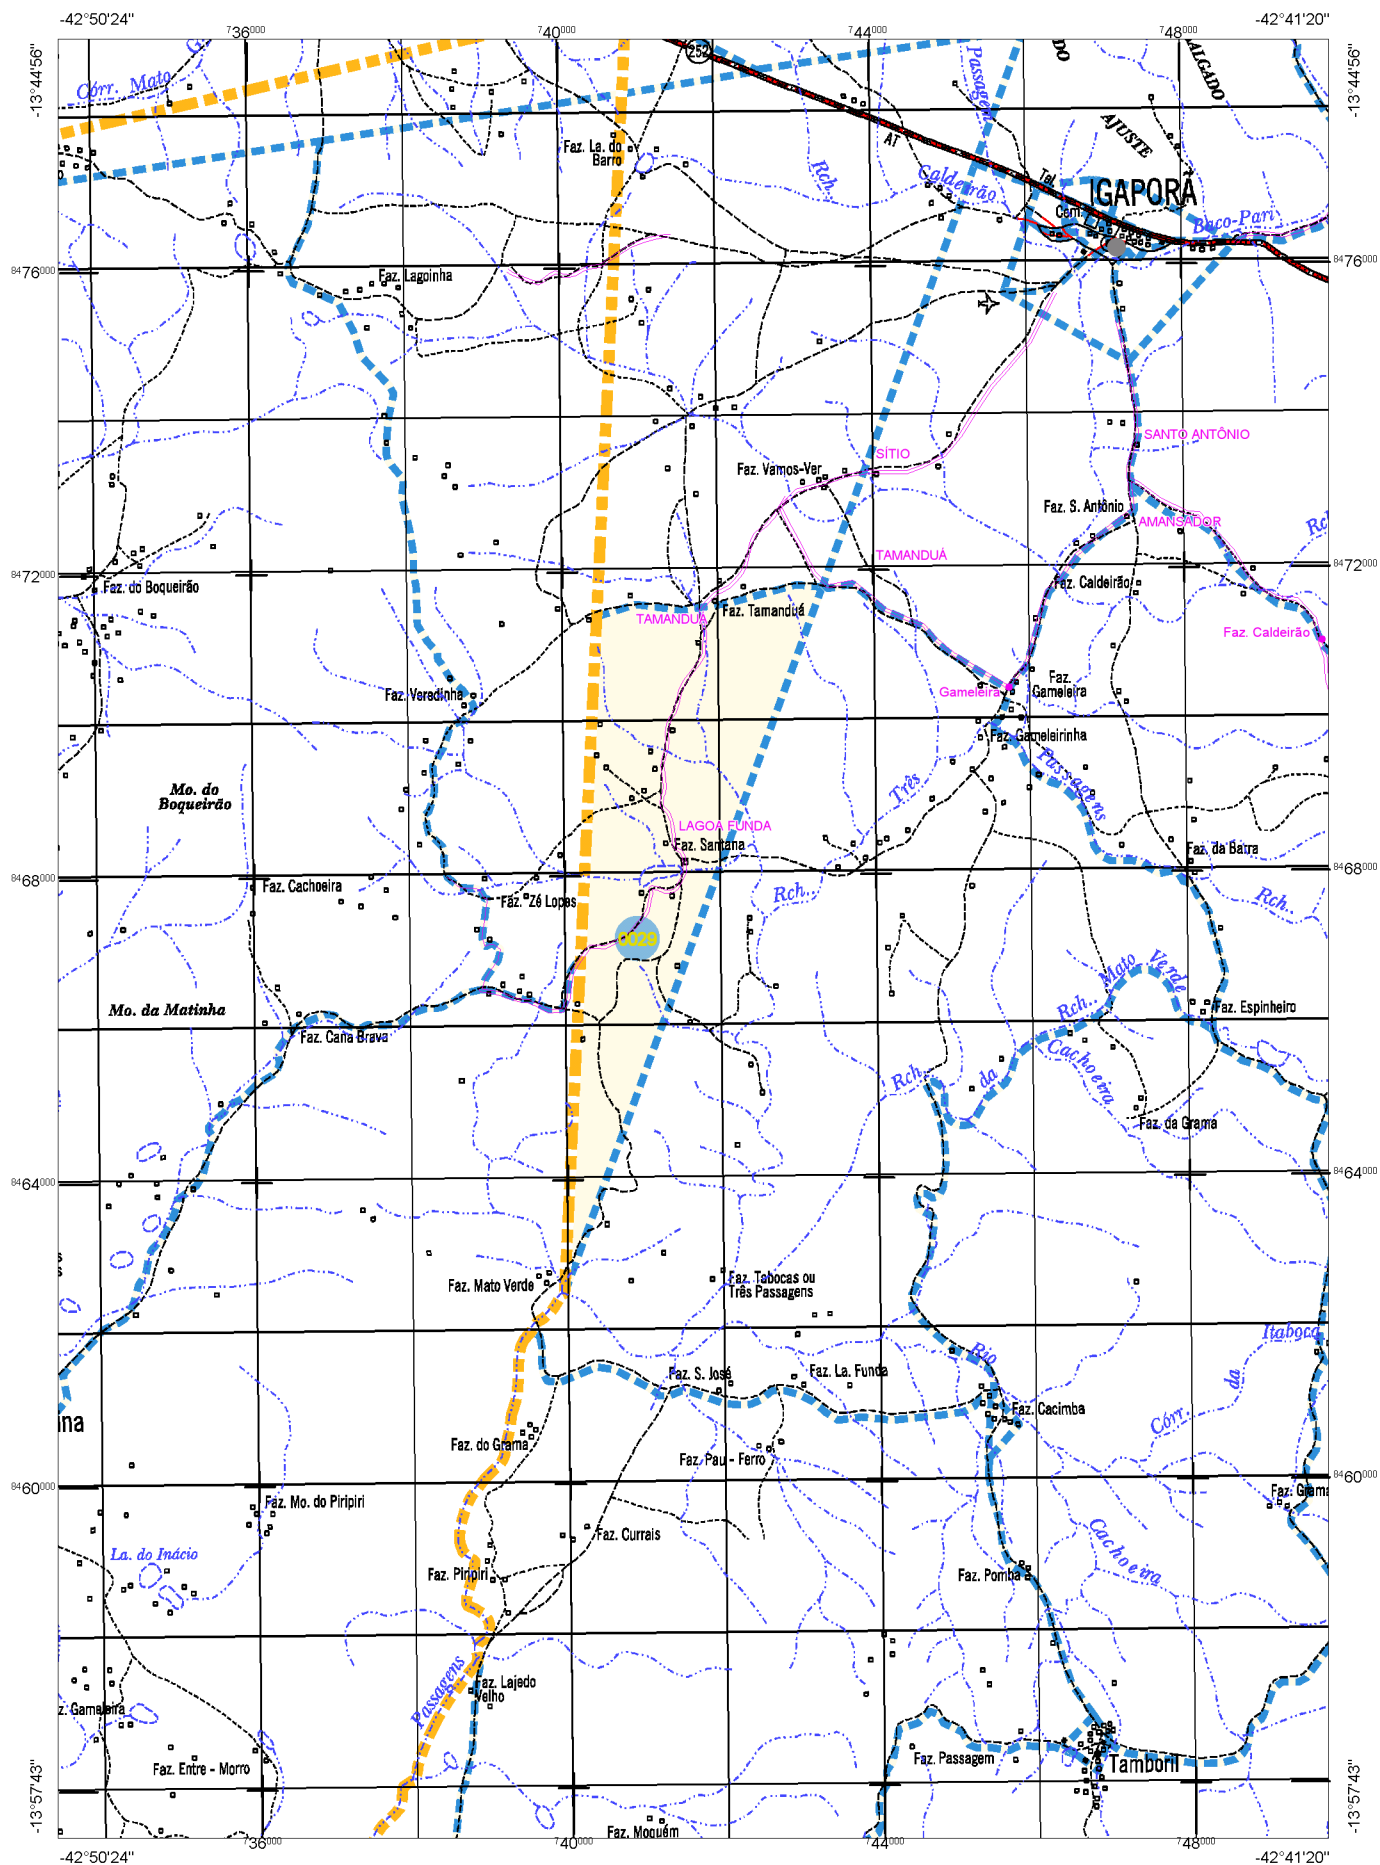 -42°50'24"
-42°41'20"
736000
740000
744000
748000
-13°44'56"
-13°44'56"
252
Córr. Mato
Passagem
ALGADO
AJUSTE
AT
Tel.
IGAPORÃ
Faz. La. do
Barro
Rch.
Caldeirão
Cem.
Baco-Pari
8476000
8476000
Faz. Lagoinha
SANTO ANTÔNIO
SÍTIO
Faz. Vamos-Ver
Faz. S. Antônio
AMANSADOR
TAMANDUÁ
8472000
8472000
Faz. do Boqueirão
Faz. Caldeirão
Faz. Tamanduá
TAMANDUÁ
Faz. Caldeirão
Faz. Veredinha
Gameleira
Faz.
Gameleira
Faz. Gameleirinha
Passagens
Mo. do
Boqueirão
Três
LAGOA FUNDA
Faz. Santana
Faz. da Barra
8468000
8468000
Faz. Cachoeira
Faz. Zé Lopes
Rch.
Rch.
0029
Mato Verde
Rch.
Mo. da Matinha
Faz. Espinheiro
Faz. Cana Brava
Cachoeira
da
Rch.
Faz. da Grama
8464000
8464000
Faz. Mato Verde
Faz. Tabocas ou
Três Passagens
Itaboca
Rio
Faz. S. José
Faz. La. Funda
da
Faz. Cacimba
Córr.
ina
Faz. do Grama
Faz. Pau - Ferro
8460000
8460000
Faz. Mo. do Piripiri
Faz. Grama
Faz. Currais
Cachoeira
La. do Inácio
Faz. Piripiri
Faz. Pomba
Passagens
Faz. Lajedo
Velho
z. Gameleira
Faz. Entre - Morro
Faz. Passagem
Tamboril
Faz. Moquém
-13°57'43"
-13°57'43"
736000
740000
744000
748000
-42°50'24"
-42°41'20"